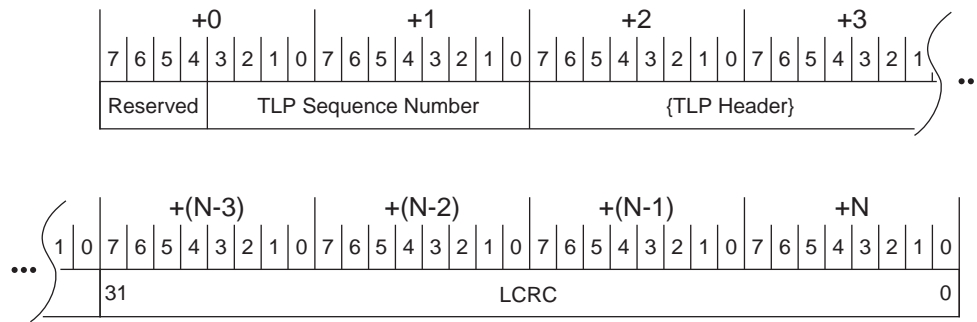 +0 +1 +2 +3
7 6 5 4 3 2 1 0 7 6 5 4 3 2 1 0 7 6 5 4 3 2 1 0 7 6 5 4 3 2 1
Reserved TLP Sequence Number {TLP Header}
+(N-3) +(N-2) +(N-1) +N
1 0 7 6 5 4 3 2 1 0 7 6 5 4 3 2 1 0 7 6 5 4 3 2 1 0 7 6 5 4 3 2 1 0
31 LCRC 0